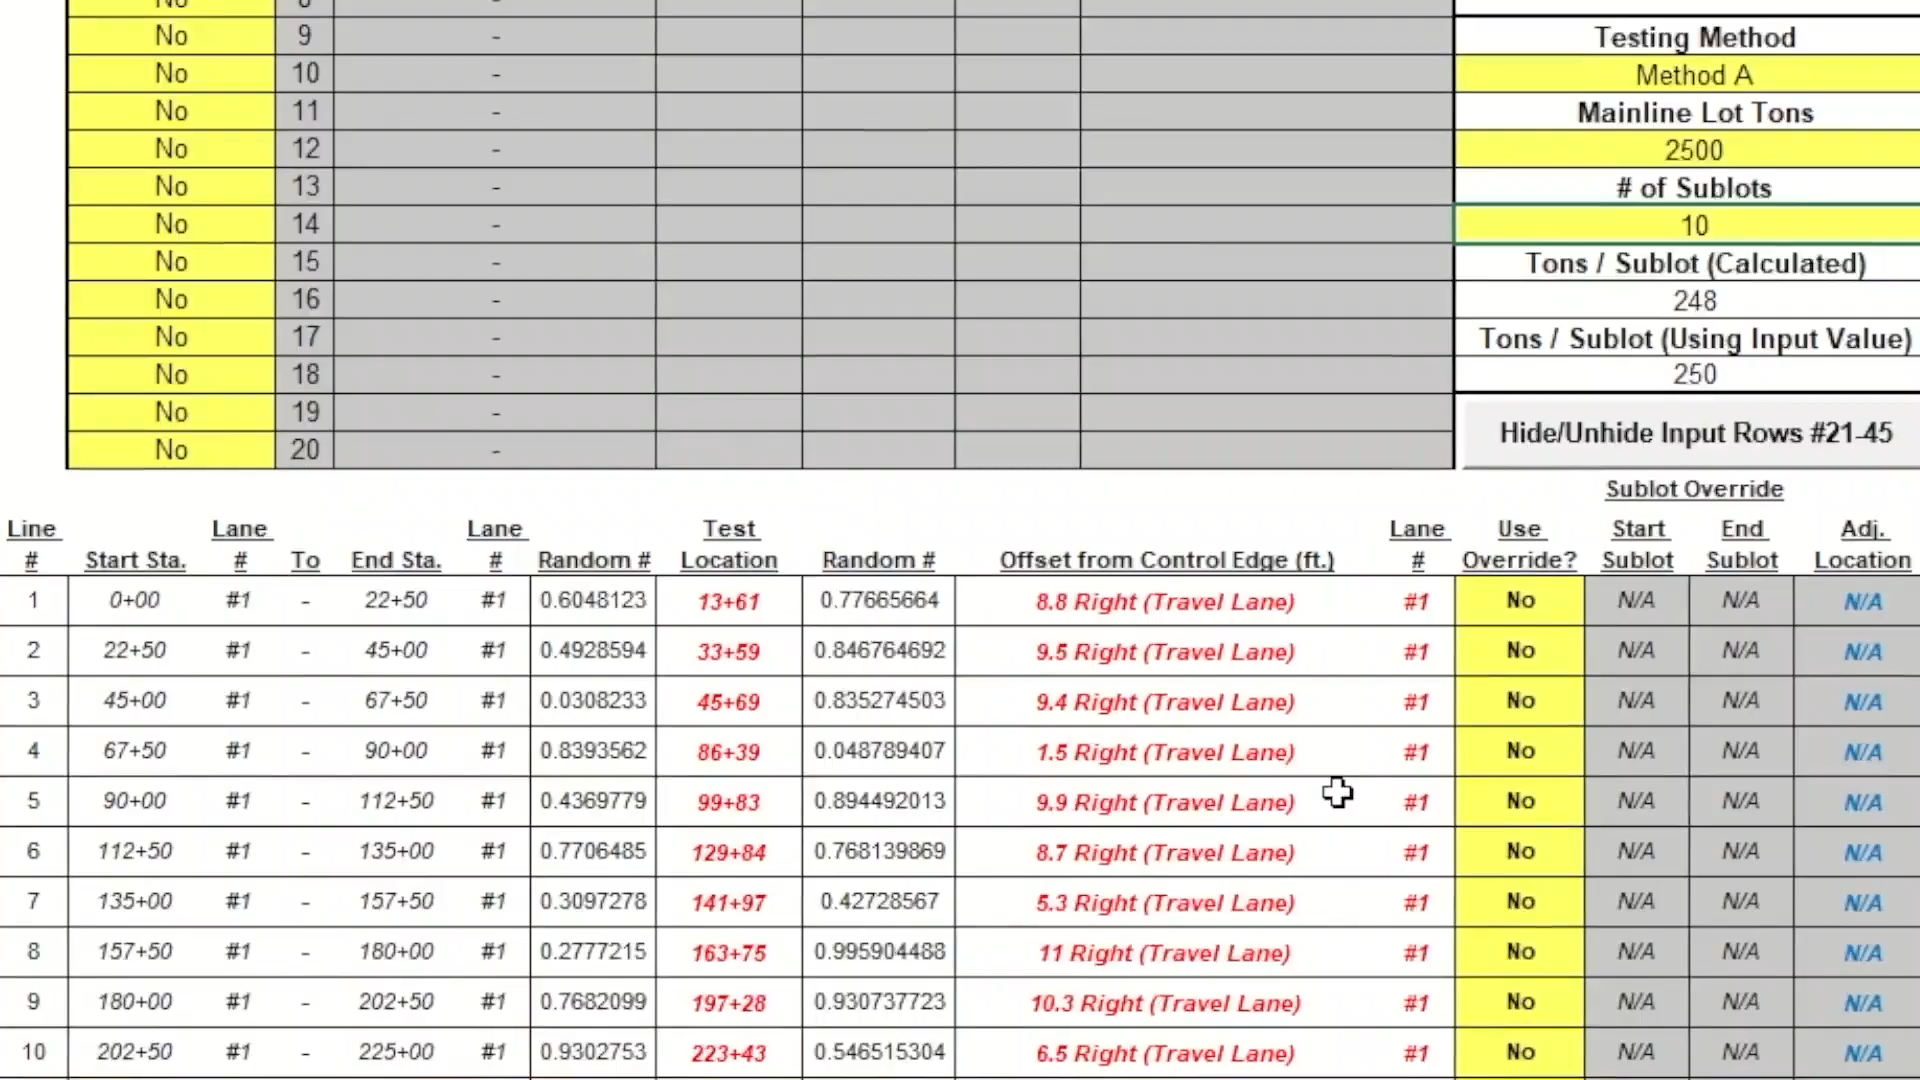 No 8 -
No 9 - Testing Method
No 10 - Method A
No 11 - Mainline Lot Tons
No 12 - 2500
No 13 - # of Sublots
No 14 - 10
No 15 - Tons / Sublot (Calculated)
No 16 - 248
No 17 - Tons / Sublot (Using Input Value)
No 18 - 250
No 19 -
Hide/Unhide Input Rows #21-45
No 20 -
Sublot Override
Line # Start Sta. Lane # To End Sta. Lane # Random # Test Location Random # Offset from Control Edge (ft.) Lane # Use Override? Start Sublot End Sublot Adj. Location
1 0+00 #1 - 22+50 #1 0.6048123 13+61 0.77665664 8.8 Right (Travel Lane) #1 No N/A N/A N/A
2 22+50 #1 - 45+00 #1 0.4928594 33+59 0.846764692 9.5 Right (Travel Lane) #1 No N/A N/A N/A
3 45+00 #1 - 67+50 #1 0.0308233 45+69 0.835274503 9.4 Right (Travel Lane) #1 No N/A N/A N/A
4 67+50 #1 - 90+00 #1 0.8393562 86+39 0.048789407 1.5 Right (Travel Lane) #1 No N/A N/A N/A
5 90+00 #1 - 112+50 #1 0.4369779 99+83 0.894492013 9.9 Right (Travel Lane) #1 No N/A N/A N/A
6 112+50 #1 - 135+00 #1 0.7706485 129+84 0.768139869 8.7 Right (Travel Lane) #1 No N/A N/A N/A
7 135+00 #1 - 157+50 #1 0.3097278 141+97 0.42728567 5.3 Right (Travel Lane) #1 No N/A N/A N/A
8 157+50 #1 - 180+00 #1 0.2777215 163+75 0.995904488 11 Right (Travel Lane) #1 No N/A N/A N/A
9 180+00 #1 - 202+50 #1 0.7682099 197+28 0.930737723 10.3 Right (Travel Lane) #1 No N/A N/A N/A
10 202+50 #1 - 225+00 #1 0.9302753 223+43 0.546515304 6.5 Right (Travel Lane) #1 No N/A N/A N/A